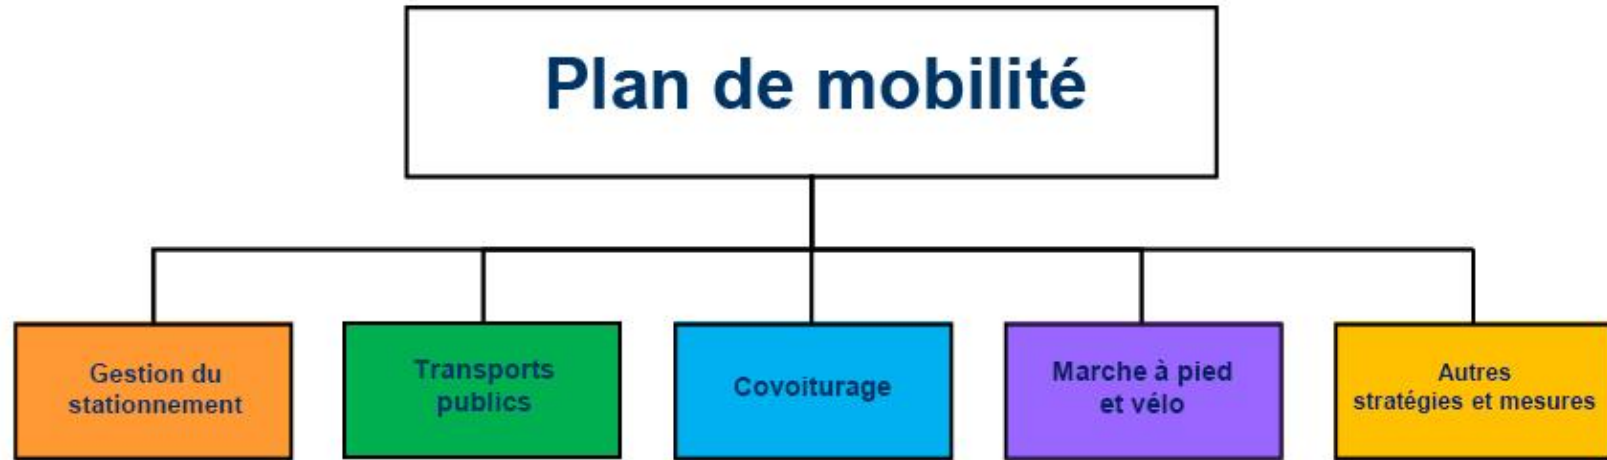 Plan de mobilité
Gestion du
stationnement
Transports
publics
Covoiturage
Marche à pied
et vélo
Autres
stratégies et mesures